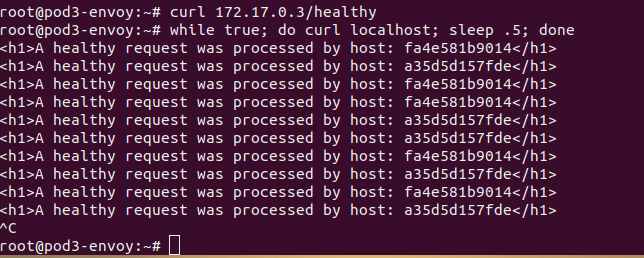 root@pod3-envoy:~# curl 172.17.0.3/healthy
root@pod3-envoy:~# while true; do curl localhost; sleep .5; done
<h1>A healthy request was processed by host: fa4e581b9014</h1>
<h1>A healthy request was processed by host: a35d5d157fde</h1>
<h1>A healthy request was processed by host: fa4e581b9014</h1>
<h1>A healthy request was processed by host: fa4e581b9014</h1>
<h1>A healthy request was processed by host: a35d5d157fde</h1>
<h1>A healthy request was processed by host: a35d5d157fde</h1>
<h1>A healthy request was processed by host: fa4e581b9014</h1>
<h1>A healthy request was processed by host: a35d5d157fde</h1>
<h1>A healthy request was processed by host: fa4e581b9014</h1>
<h1>A healthy request was processed by host: a35d5d157fde</h1>
^C
root@pod3-envoy:~#